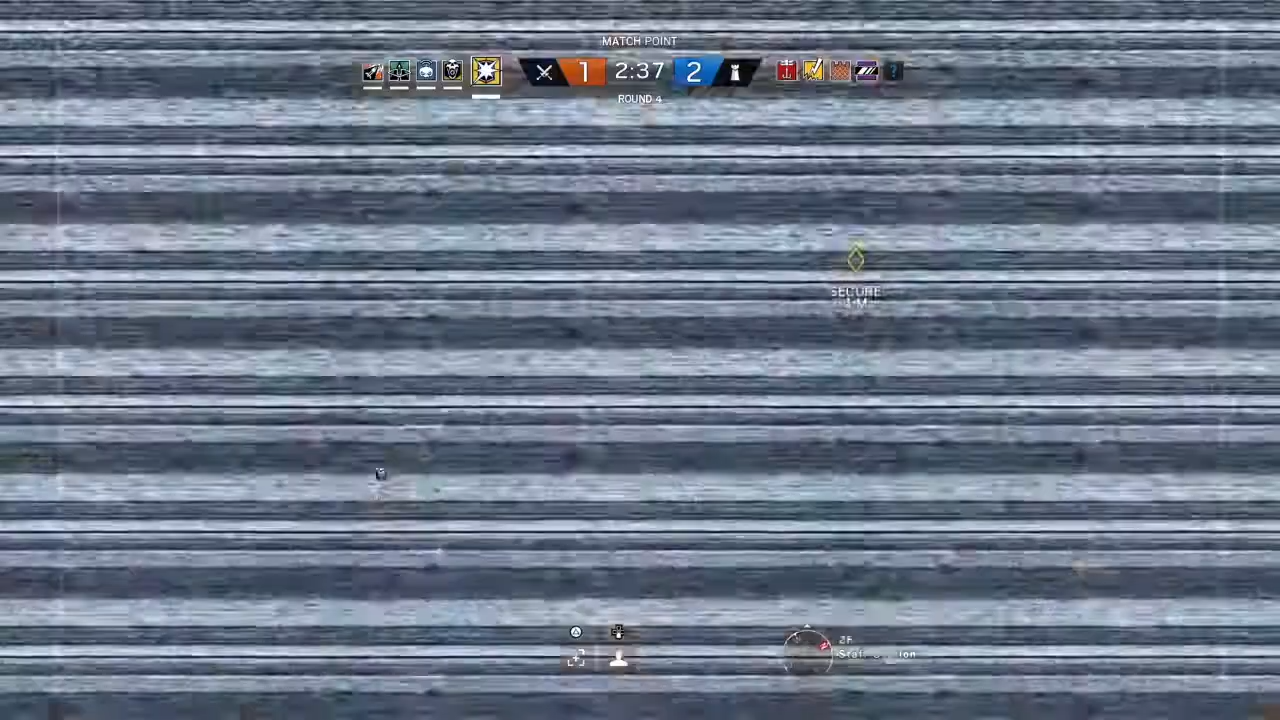 MATCH POINT
1 2:37 2
?
ROUND 4
SECURE
2F